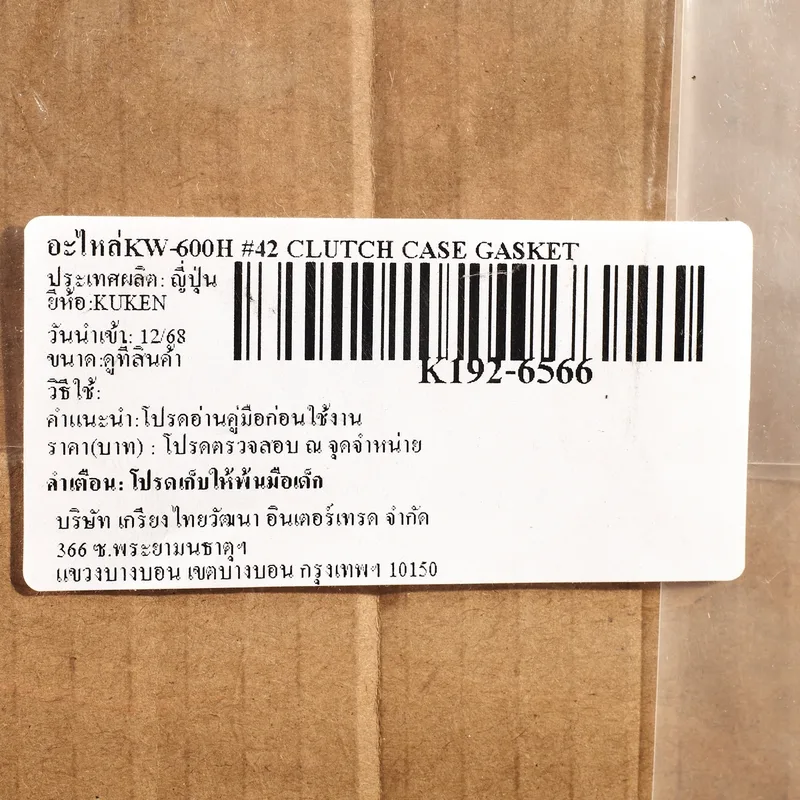 อะไหล่KW-600H #42 CLUTCH CASE GASKET
ประเทศผลิต: ญี่ปุ่น
ยี่ห้อ:KUKEN
วันนำเข้า: 12/68
ขนาด:ดูที่สินค้า
K192-6566
วิธีใช้:
คำแนะนำ:โปรดอ่านคู่มือก่อนใช้งาน
ราคา(บาท) : โปรดตรวจสอบ ณ จุดจำหน่าย
คำเตือน: โปรดเก็บให้พ้นมือเด็ก
บริษัท เกรียงไทยวัฒนา อินเตอร์เทรด จำกัด
366 ซ.พระยามนธาตุฯ
แขวงบางบอน เขตบางบอน กรุงเทพฯ 10150